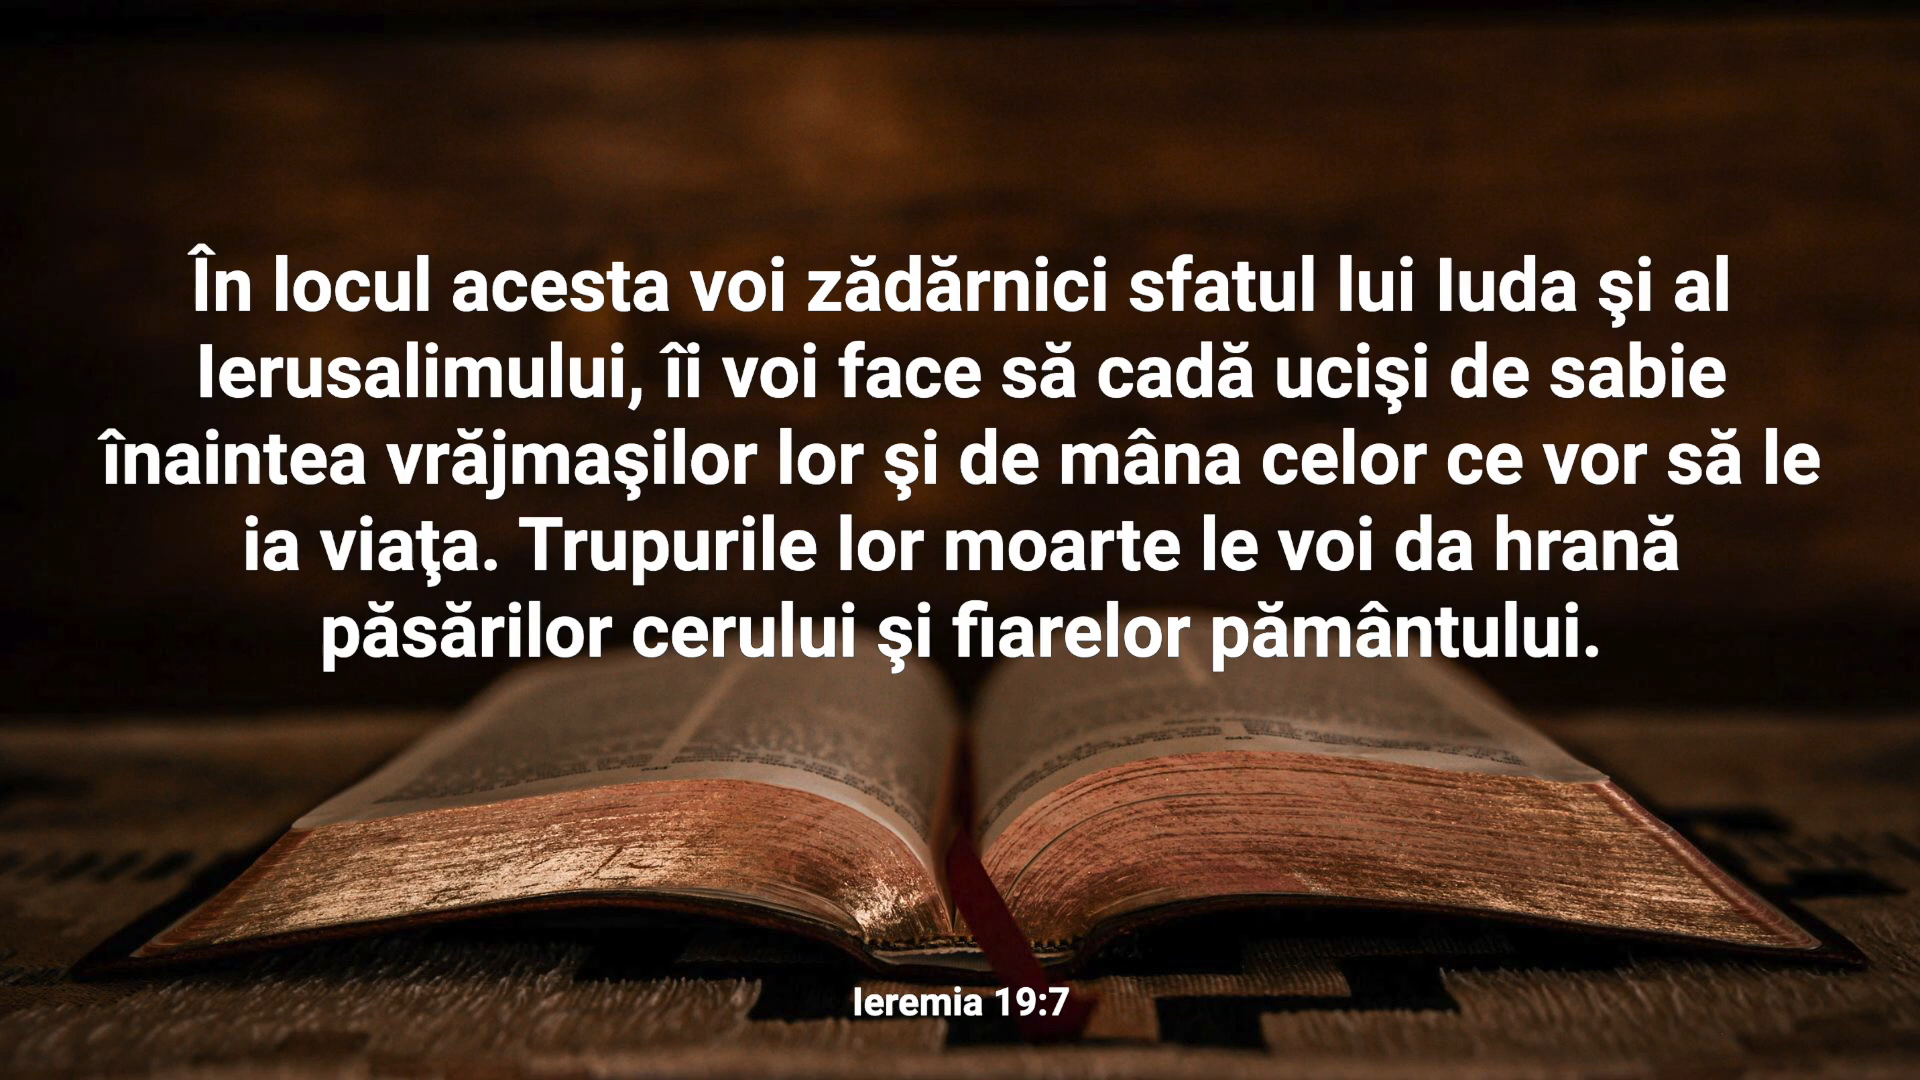 În locul acesta voi zădărnici sfatul lui Iuda şi al
Ierusalimului, îi voi face să cadă ucişi de sabie
înaintea vrăjmaşilor lor şi de mâna celor ce vor să le
ia viaţa. Trupurile lor moarte le voi da hrană
păsărilor cerului şi fiarelor pământului.
Ieremia 19:7